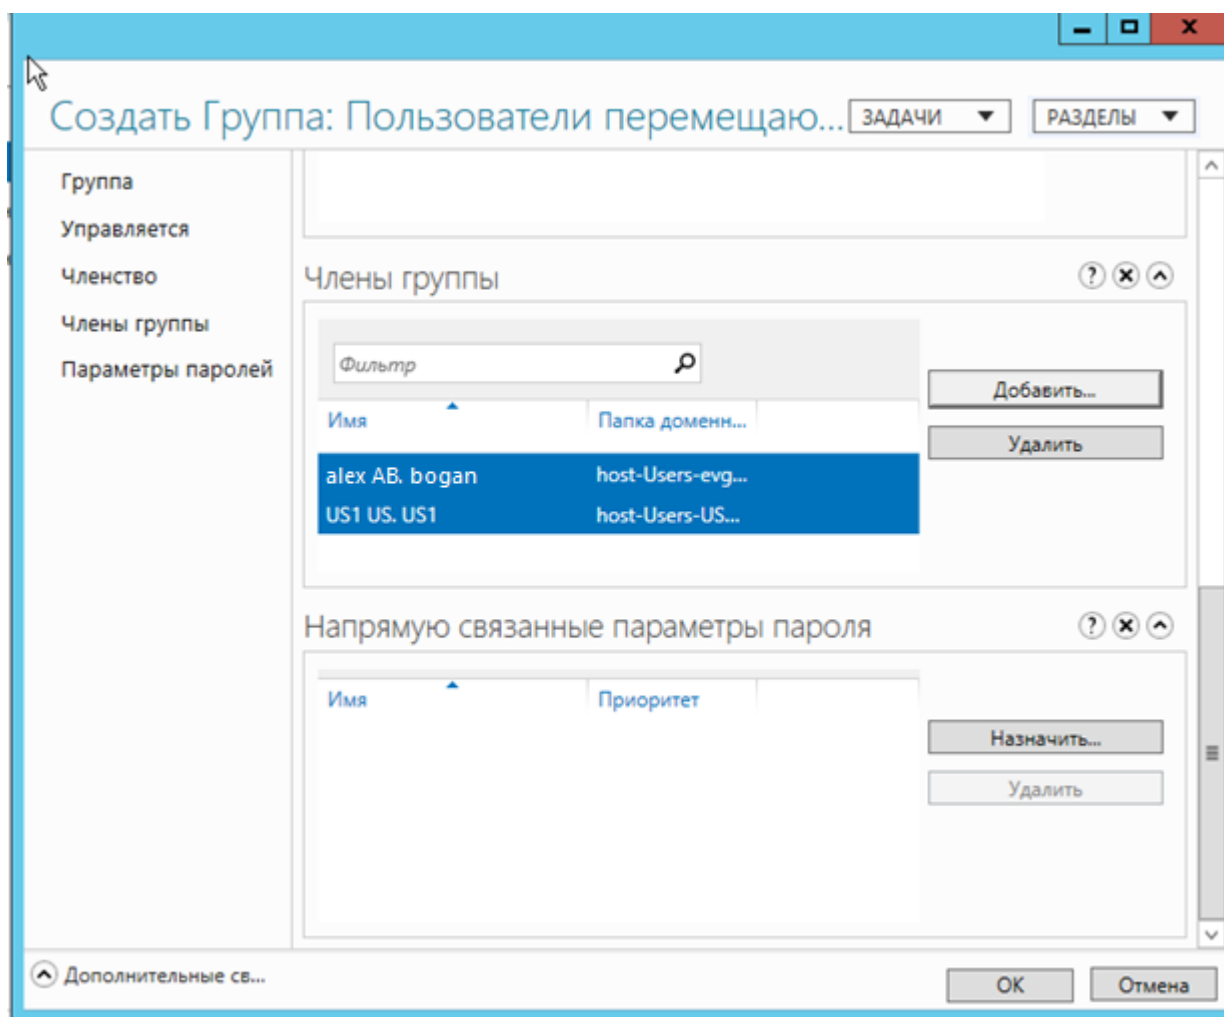 Создать Группа: Пользователи перемещаю... ЗАДАЧИ РАЗДЕЛЫ
Группа
Управляется
Членство
Члены группы
Параметры паролей
Члены группы
Фильтр
Добавить...
Имя Папка доменн...
Удалить
alex AB. bogan host-Users-evg...
US1 US. US1 host-Users-US...
Напрямую связанные параметры пароля
Имя Приоритет
Назначить...
Удалить
Дополнительные св...
ОК Отмена